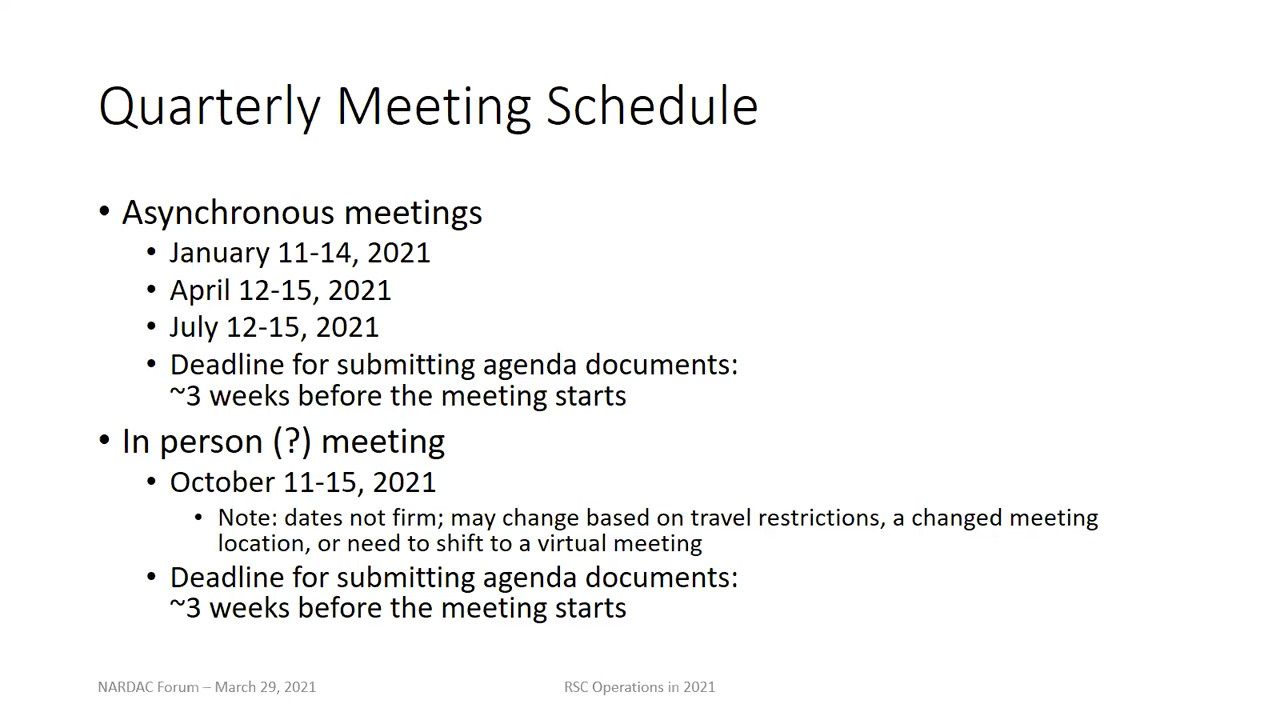 Quarterly Meeting Schedule
• Asynchronous meetings
• January 11-14, 2021
• April 12-15, 2021
• July 12-15, 2021
• Deadline for submitting agenda documents:
~3 weeks before the meeting starts
• In person (?) meeting
• October 11-15, 2021
• Note: dates not firm; may change based on travel restrictions, a changed meeting
location, or need to shift to a virtual meeting
• Deadline for submitting agenda documents:
~3 weeks before the meeting starts
NARDAC Forum – March 29, 2021
RSC Operations in 2021